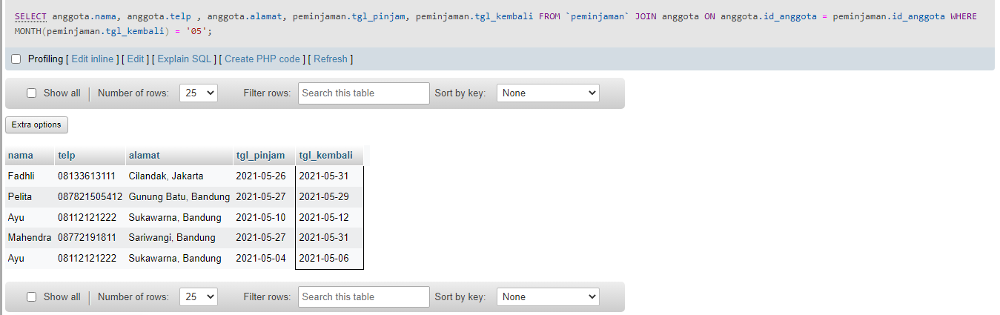 SELECT anggota.nama, anggota.telp , anggota.alamat, peminjaman.tgl_pinjam, peminjaman.tgl_kembali FROM `peminjaman` JOIN anggota ON anggota.id_anggota = peminjaman.id_anggota WHERE
MONTH(peminjaman.tgl_kembali) = '05';
Profiling [ Edit inline ] [ Edit ] [ Explain SQL ] [ Create PHP code ] [ Refresh ]
Show all Number of rows: 25 Filter rows: Search this table Sort by key: None
Extra options
nama telp alamat tgl_pinjam tgl_kembali
Fadhli 08133613111 Cilandak, Jakarta 2021-05-26 2021-05-31
Pelita 087821505412 Gunung Batu, Bandung 2021-05-27 2021-05-29
Ayu 08112121222 Sukawarna, Bandung 2021-05-10 2021-05-12
Mahendra 08772191811 Sariwangi, Bandung 2021-05-27 2021-05-31
Ayu 08112121222 Sukawarna, Bandung 2021-05-04 2021-05-06
Show all Number of rows: 25 Filter rows: Search this table Sort by key: None